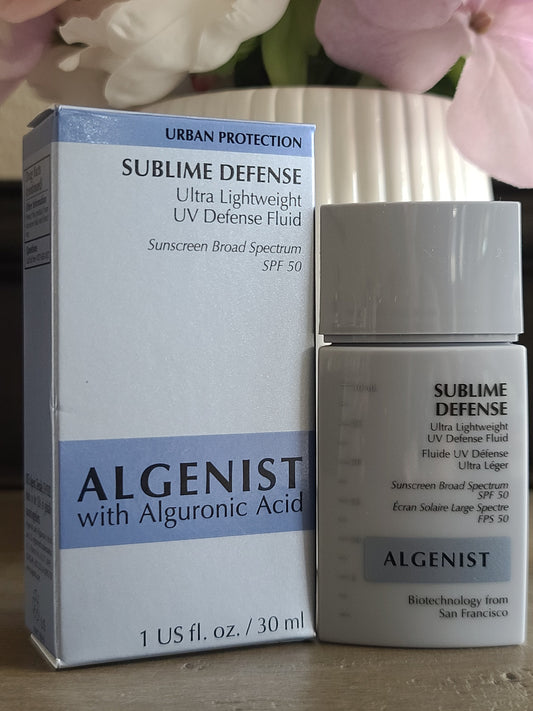 URBAN PROTECTION
SUBLIME DEFENSE
Ultra Lightweight
UV Defense Fluid
Sunscreen Broad Spectrum
SPF 50
ALGENIST
with Alguronic Acid
1 US fl. oz. / 30 ml
SUBLIME
DEFENSE
Ultra Lightweight
UV Defense Fluid
Fluide UV Défense
Ultra Léger
Sunscreen Broad Spectrum
SPF 50
Écran Solaire Large Spectre
FPS 50
ALGENIST
Biotechnology from
San Francisco